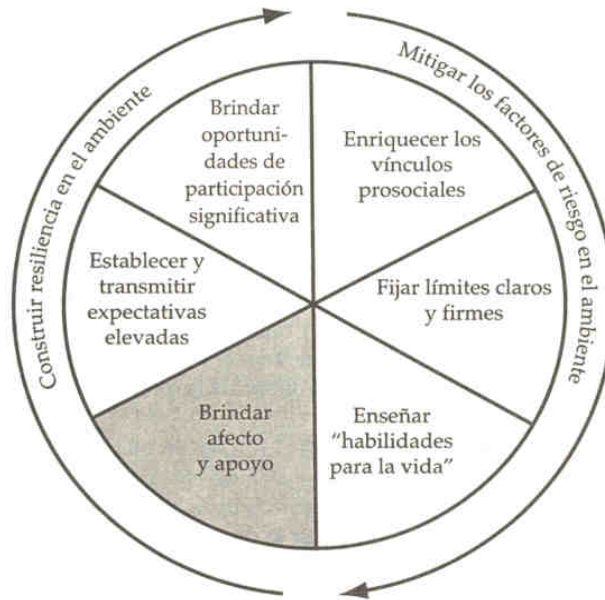 Construir resiliencia en el ambiente
Mitigar los factores de riesgo en el ambiente
Brindar
oportuni-
dades de
participación
significativa
Enriquecer los
vínculos
prosociales
Fijar límites claros
y firmes
Enseñar
"habilidades
para la vida"
Brindar
afecto
y apoyo
Establecer y
transmitir
expectativas
elevadas